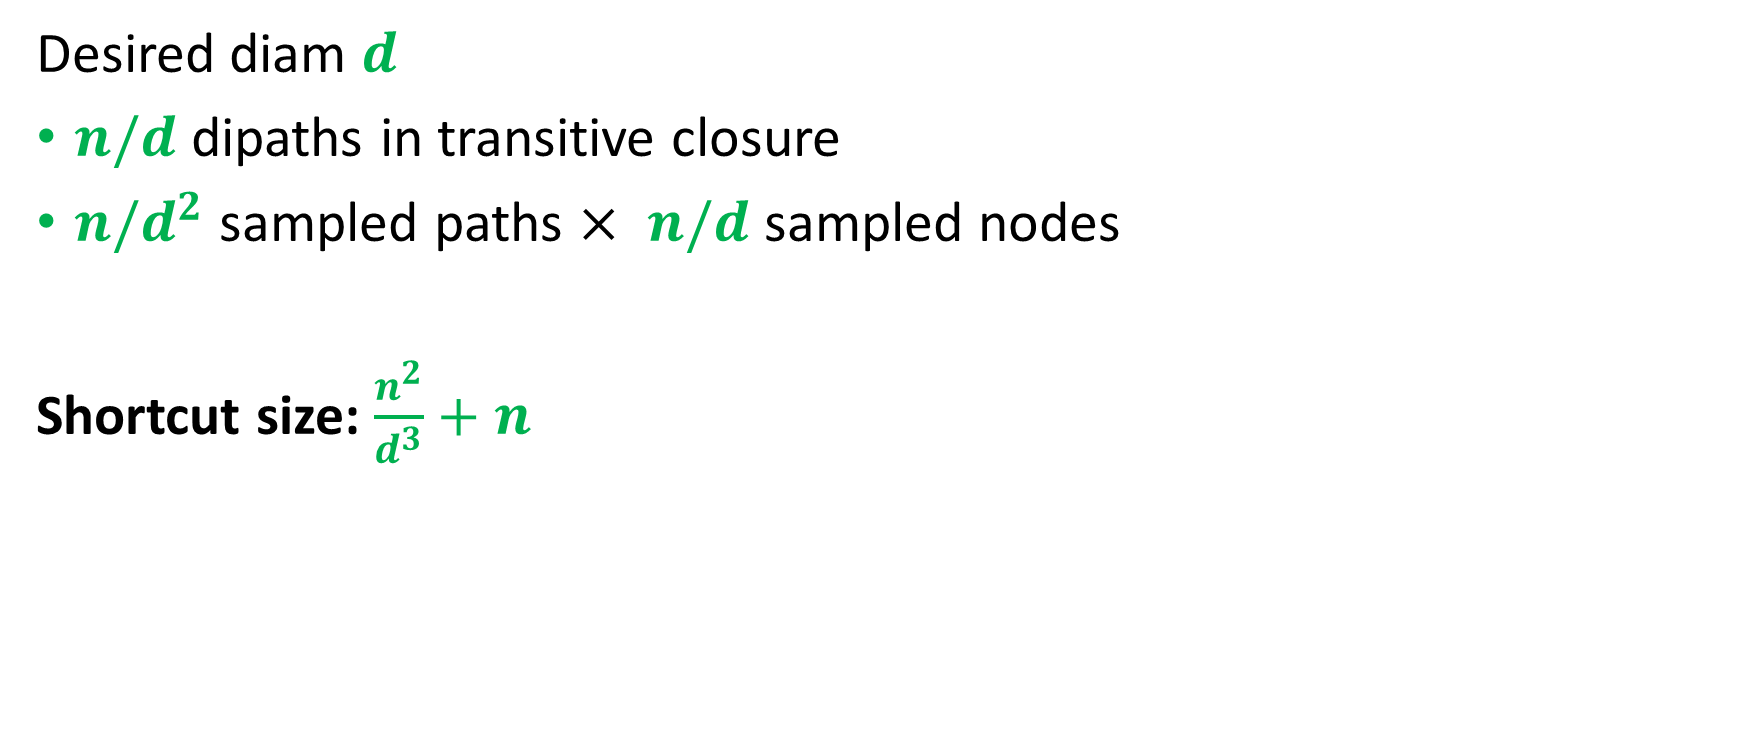 Desired diam d
• n/d dipaths in transitive closure
• n/d² sampled paths × n/d sampled nodes
Shortcut size: n²/d³ + n